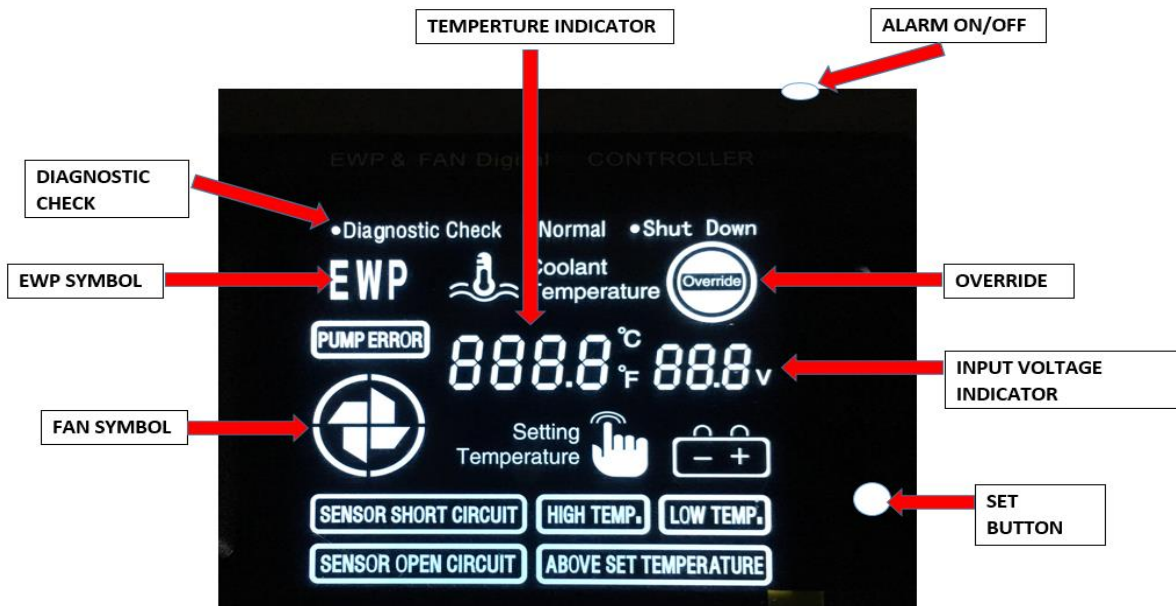 TEMPERTURE INDICATOR
ALARM ON/OFF
EWP & FAN Digital CONTROLLER
DIAGNOSTIC
CHECK
•Diagnostic Check Normal •Shut Down
EWP SYMBOL
EWP
Coolant
Temperature
Override
OVERRIDE
PUMP ERROR
888.8 °C
°F
88.8 V
INPUT VOLTAGE
INDICATOR
FAN SYMBOL
Setting
Temperature
- +
SENSOR SHORT CIRCUIT
HIGH TEMP.
LOW TEMP.
SET
BUTTON
SENSOR OPEN CIRCUIT
ABOVE SET TEMPERATURE